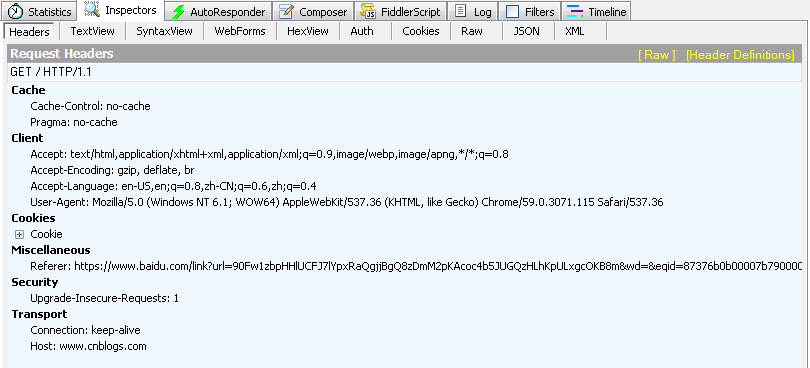 Statistics Inspectors AutoResponder Composer FiddlerScript Log Filters Timeline
Headers TextView SyntaxView WebForms HexView Auth Cookies Raw JSON XML
Request Headers [ Raw ] [Header Definitions]
GET / HTTP/1.1
Cache
Cache-Control: no-cache
Pragma: no-cache
Client
Accept: text/html,application/xhtml+xml,application/xml;q=0.9,image/webp,image/apng,*/*;q=0.8
Accept-Encoding: gzip, deflate, br
Accept-Language: en-US,en;q=0.8,zh-CN;q=0.6,zh;q=0.4
User-Agent: Mozilla/5.0 (Windows NT 6.1; WOW64) AppleWebKit/537.36 (KHTML, like Gecko) Chrome/59.0.3071.115 Safari/537.36
Cookies
Cookie
Miscellaneous
Referer: https://www.baidu.com/link?url=90Fw1zbpHHlUCFJ7lYpxRaQgjjBgQ8zDmM2pKAcoc4b5JUGQzHLhKpULxgcOKB8m&wd=&eqid=87376b0b00007b790000
Security
Upgrade-Insecure-Requests: 1
Transport
Connection: keep-alive
Host: www.cnblogs.com